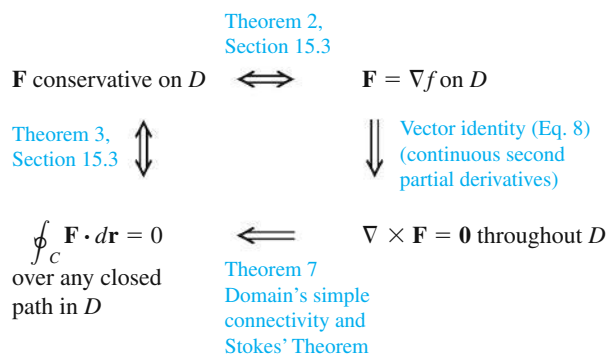 Theorem 2,
Section 15.3
F conservative on D ⇔ F = ∇f on D
Theorem 3,
Section 15.3
Vector identity (Eq. 8)
(continuous second
partial derivatives)
∮_C F · dr = 0 ⇐ ∇ × F = 0 throughout D
over any closed
path in D
Theorem 7
Domain's simple
connectivity and
Stokes' Theorem